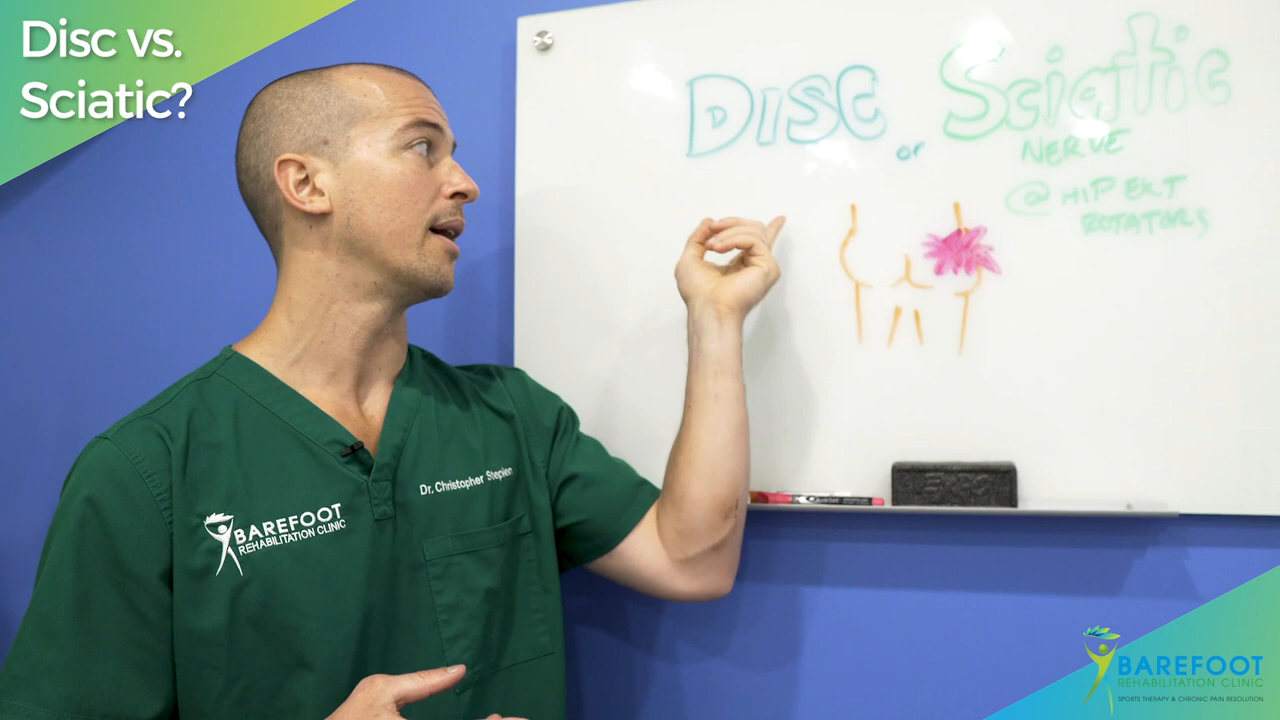 Disc vs.
Sciatic?
DISC or Sciatic
NERVE
@ HIP EXT
ROTATORS
Dr. Christopher Stepien
BAREFOOT
REHABILITATION CLINIC
EXPO
BAREFOOT
REHABILITATION CLINIC
SPORTS THERAPY & CHRONIC PAIN RESOLUTION